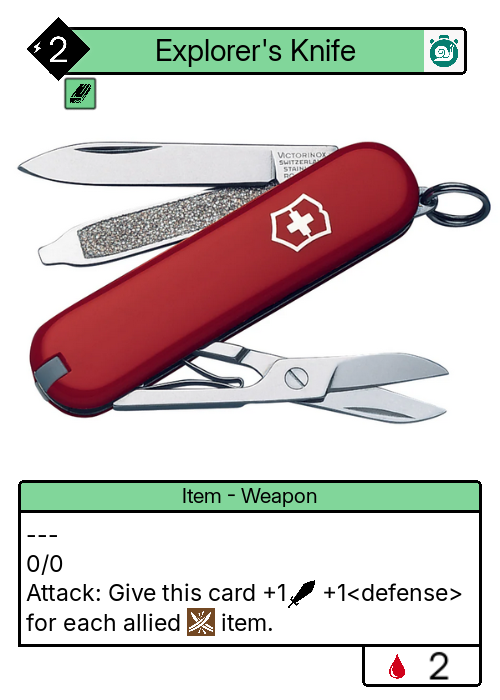 2
Explorer's Knife
VICTORINOX
SWITZERLAND
STAINLESS
Item - Weapon
---
0/0
Attack: Give this card +1 +1<defense>
for each allied item.
2